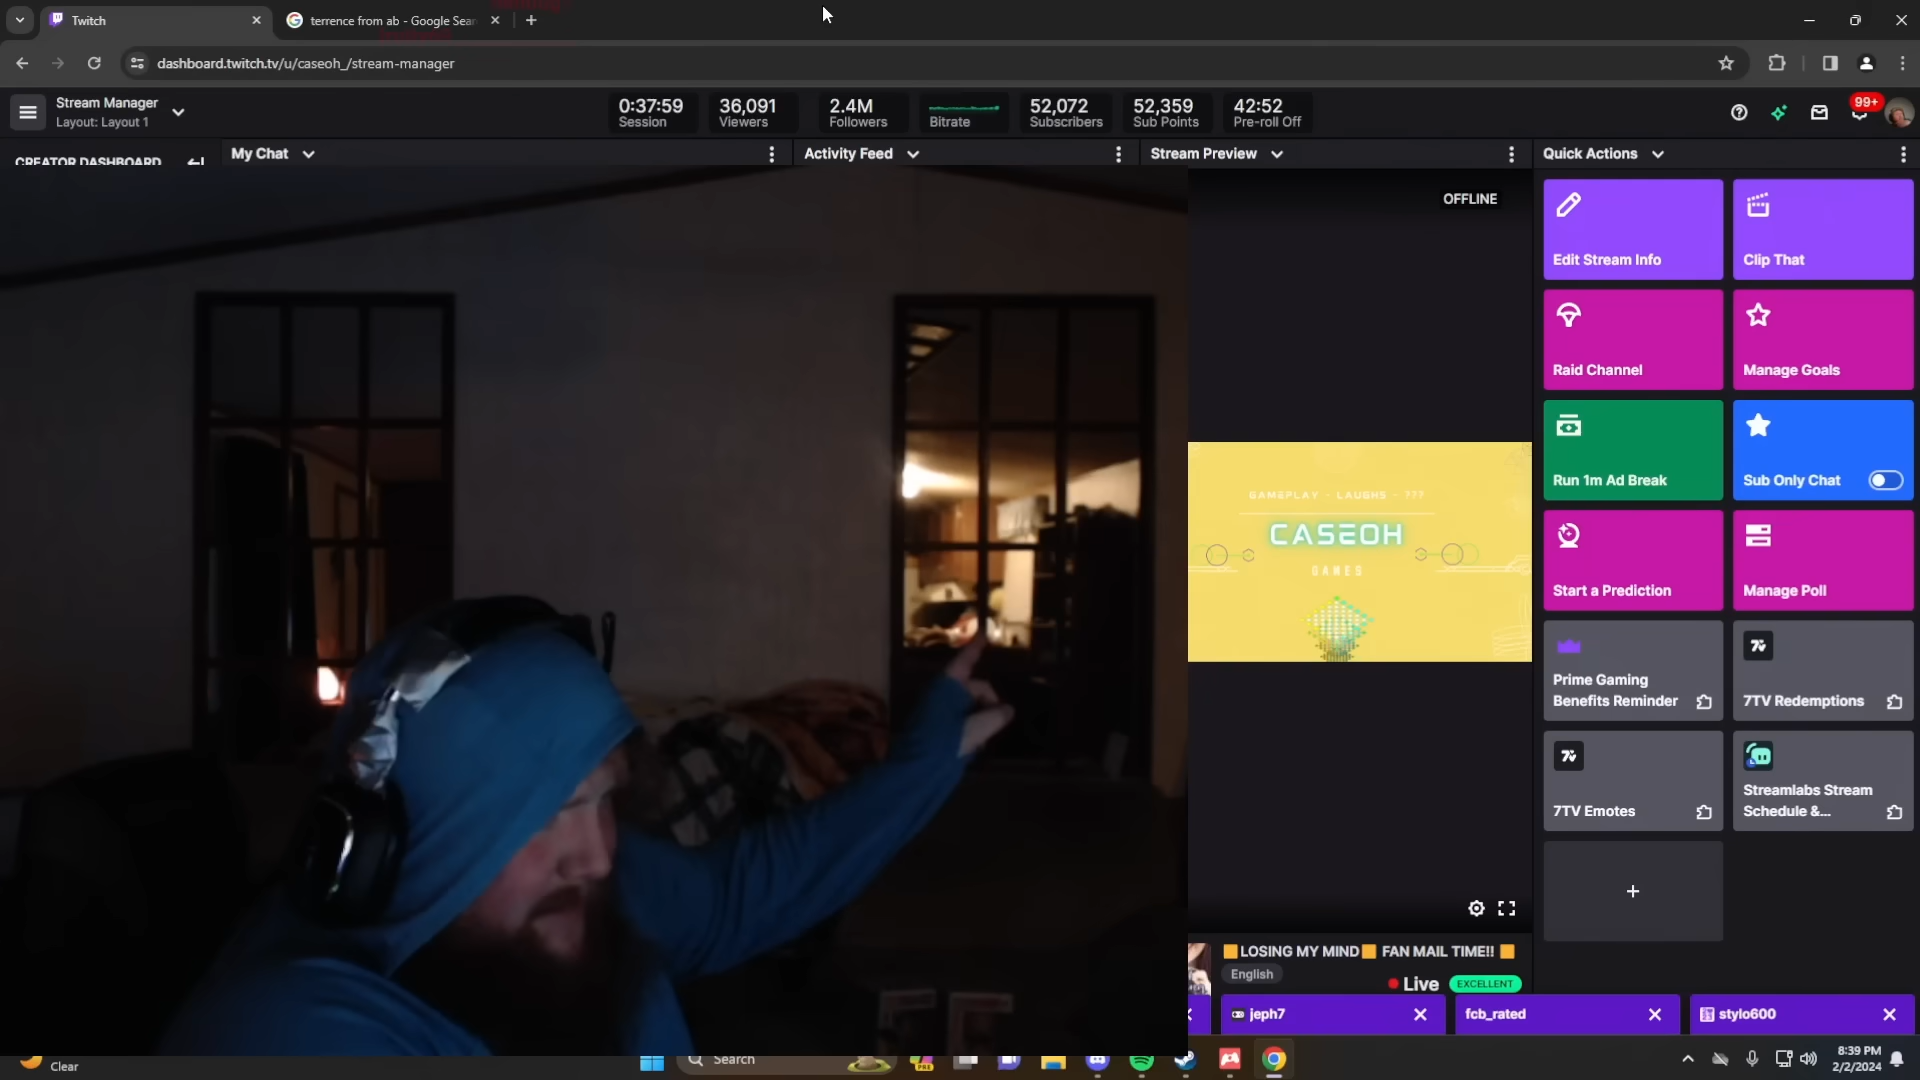 Twitch
terrence from ab - Google Sear
dashboard.twitch.tv/u/caseoh_/stream-manager
Stream Manager
Layout: Layout 1
0:37:59
Session
36,091
Viewers
2.4M
Followers
Bitrate
52,072
Subscribers
52,359
Sub Points
42:52
Pre-roll Off
99+
CREATOR DASHBOARD
My Chat
Activity Feed
Stream Preview
Quick Actions
OFFLINE
Edit Stream Info
Clip That
Raid Channel
Manage Goals
Run 1m Ad Break
Sub Only Chat
Start a Prediction
Manage Poll
Prime Gaming
Benefits Reminder
7TV Redemptions
7TV Emotes
Streamlabs Stream
Schedule &...
GAMEPLAY - LAUGHS - ???
CASEOH
GAMES
LOSING MY MIND FAN MAIL TIME!!
English
Live
EXCELLENT
jeph7
fcb_rated
stylo600
Clear
Search
PRE
8:39 PM
2/2/2024